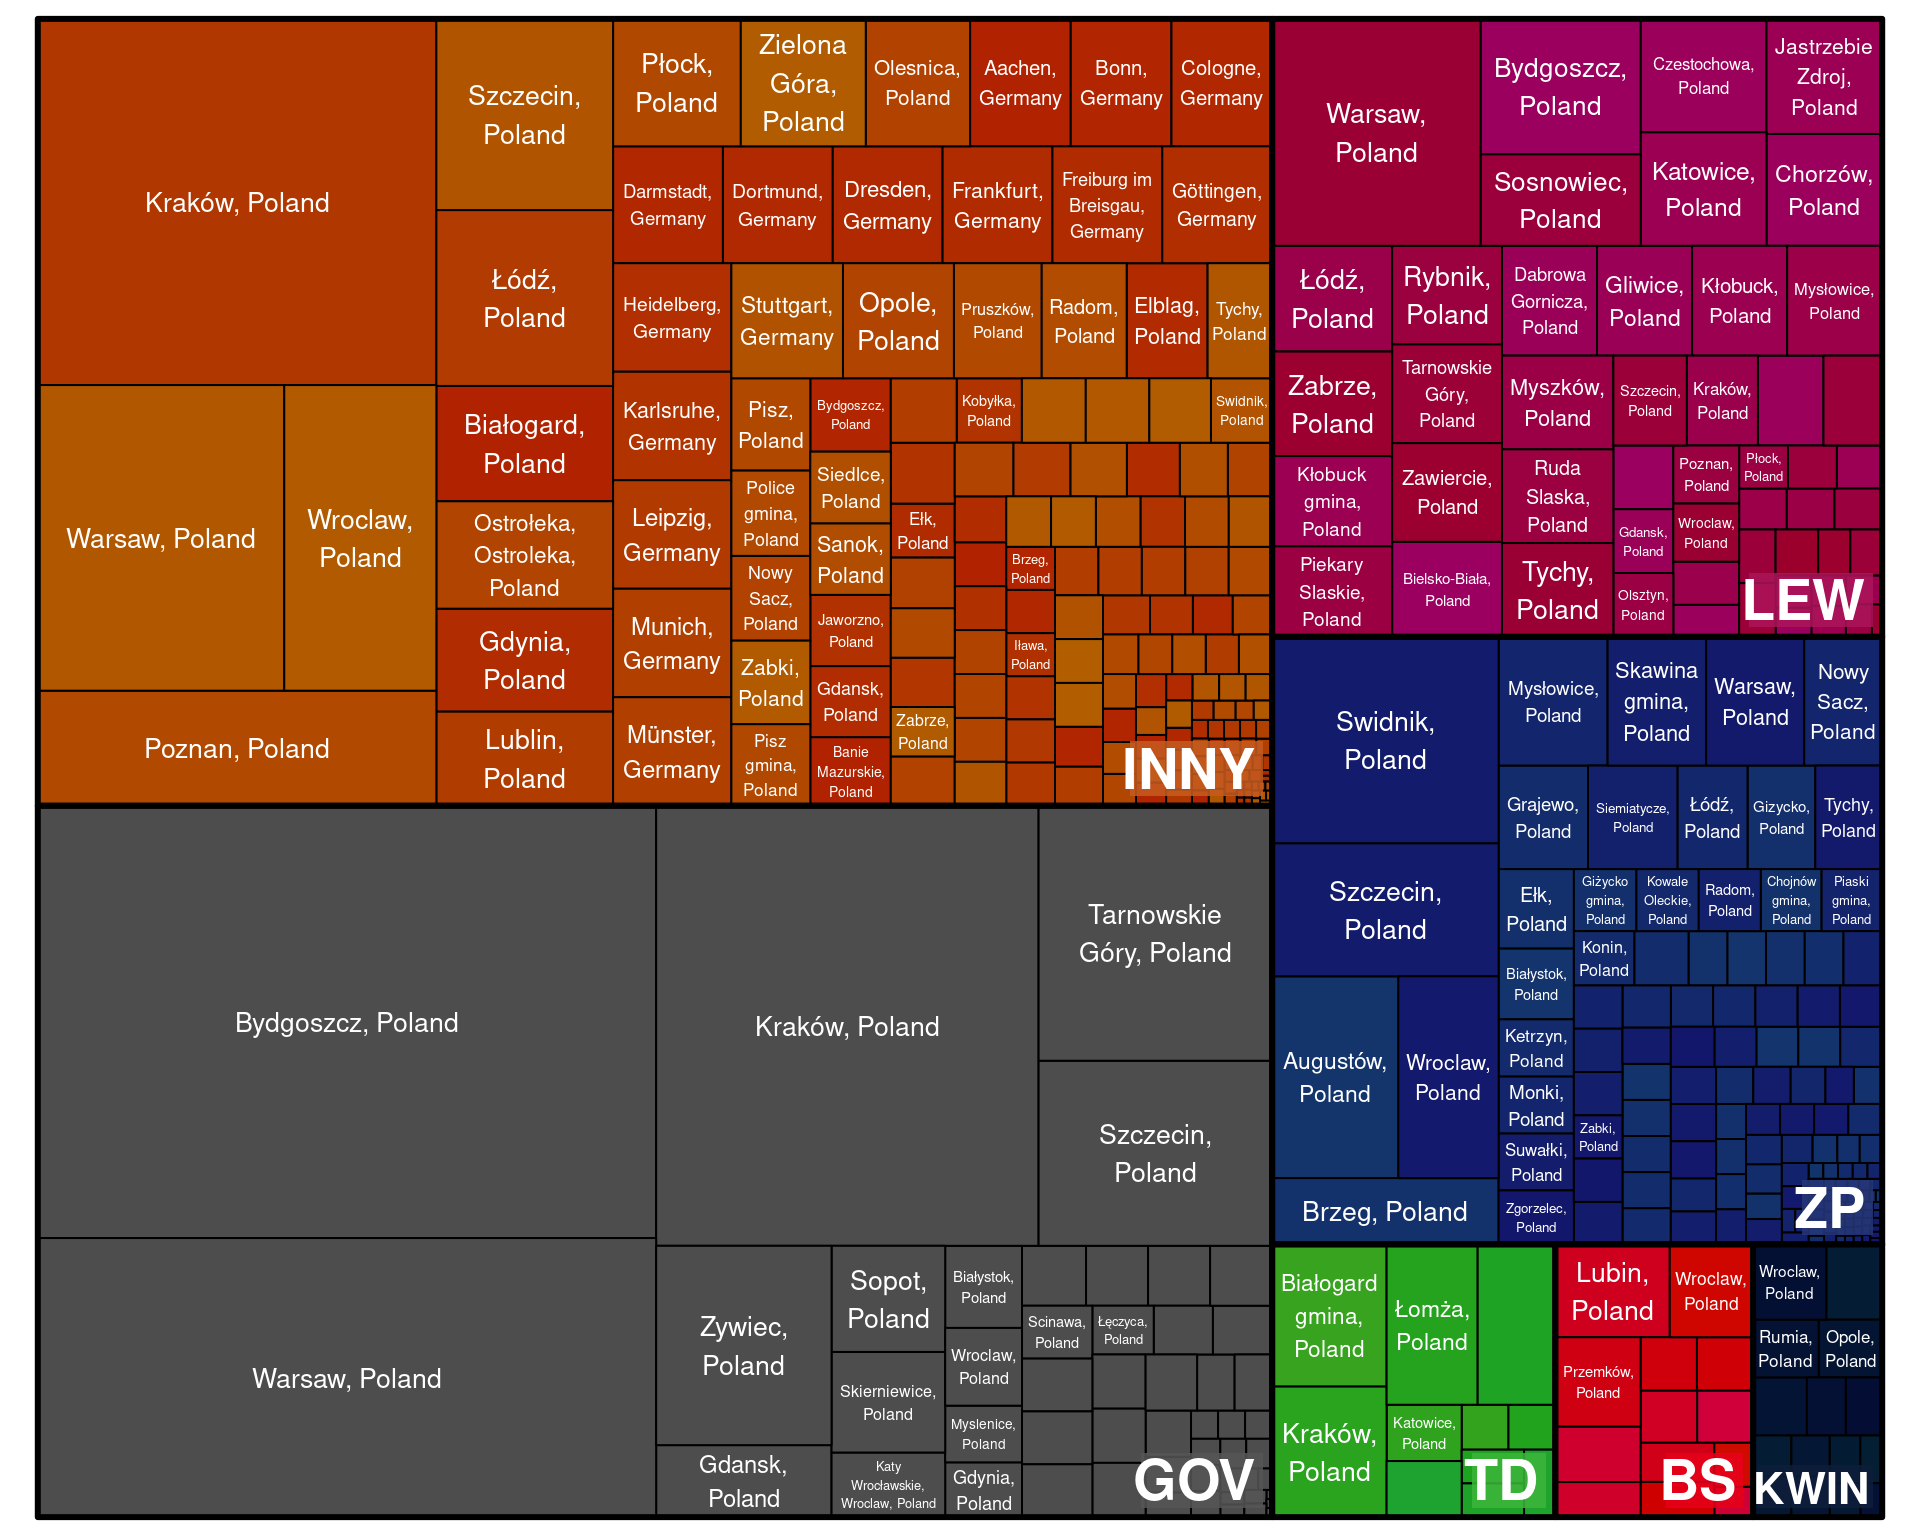 Kraków, Poland
Warsaw, Poland
Wroclaw,
Poland
Poznan, Poland
Szczecin,
Poland
Łódź,
Poland
Białogard,
Poland
Ostrołeka,
Ostroleka,
Poland
Gdynia,
Poland
Lublin,
Poland
Płock,
Poland
Zielona
Góra,
Poland
Olesnica,
Poland
Aachen,
Germany
Bonn,
Germany
Cologne,
Germany
Darmstadt,
Germany
Dortmund,
Germany
Dresden,
Germany
Frankfurt,
Germany
Freiburg im
Breisgau,
Germany
Göttingen,
Germany
Heidelberg,
Germany
Karlsruhe,
Germany
Leipzig,
Germany
Munich,
Germany
Münster,
Germany
Stuttgart,
Germany
Opole,
Poland
Pruszków,
Poland
Radom,
Poland
Elblag,
Poland
Tychy,
Poland
Pisz,
Poland
Police
gmina,
Poland
Nowy
Sacz,
Poland
Zabki,
Poland
Pisz
gmina,
Poland
Bydgoszcz,
Poland
Siedlce,
Poland
Sanok,
Poland
Jaworzno,
Poland
Gdansk,
Poland
Banie
Mazurskie,
Poland
Kobyłka,
Poland
Swidnik,
Poland
Ełk,
Poland
Zabrze,
Poland
Brzeg,
Poland
Iława,
Poland
INNY
Bydgoszcz, Poland
Warsaw, Poland
Kraków, Poland
Tarnowskie
Góry, Poland
Szczecin,
Poland
Zywiec,
Poland
Gdansk,
Poland
Sopot,
Poland
Skierniewice,
Poland
Katy
Wrocławskie,
Wroclaw, Poland
Białystok,
Poland
Wroclaw,
Poland
Myslenice,
Poland
Gdynia,
Poland
Scinawa,
Poland
Łęczyca,
Poland
GOV
Warsaw,
Poland
Bydgoszcz,
Poland
Sosnowiec,
Poland
Czestochowa,
Poland
Jastrzebie
Zdroj,
Poland
Katowice,
Poland
Chorzów,
Poland
Łódź,
Poland
Zabrze,
Poland
Kłobuck
gmina,
Poland
Piekary
Slaskie,
Poland
Rybnik,
Poland
Tarnowskie
Góry,
Poland
Zawiercie,
Poland
Bielsko-Biała,
Poland
Dabrowa
Gornicza,
Poland
Gliwice,
Poland
Kłobuck,
Poland
Mysłowice,
Poland
Myszków,
Poland
Ruda
Slaska,
Poland
Tychy,
Poland
Szczecin,
Poland
Kraków,
Poland
Gdansk,
Poland
Olsztyn,
Poland
Poznan,
Poland
Wroclaw,
Poland
Płock,
Poland
LEW
Swidnik,
Poland
Szczecin,
Poland
Augustów,
Poland
Wroclaw,
Poland
Brzeg, Poland
Mysłowice,
Poland
Skawina
gmina,
Poland
Warsaw,
Poland
Nowy
Sacz,
Poland
Grajewo,
Poland
Siemiatycze,
Poland
Łódź,
Poland
Gizycko,
Poland
Tychy,
Poland
Ełk,
Poland
Białystok,
Poland
Ketrzyn,
Poland
Monki,
Poland
Suwałki,
Poland
Zgorzelec,
Poland
Giżycko
gmina,
Poland
Kowale
Oleckie,
Poland
Radom,
Poland
Chojnów
gmina,
Poland
Piaski
gmina,
Poland
Konin,
Poland
Zabki,
Poland
ZP
Białogard
gmina,
Poland
Kraków,
Poland
Łomża,
Poland
Katowice,
Poland
TD
Lubin,
Poland
Wroclaw,
Poland
Przemków,
Poland
BS
Wroclaw,
Poland
Rumia,
Poland
Opole,
Poland
KWIN